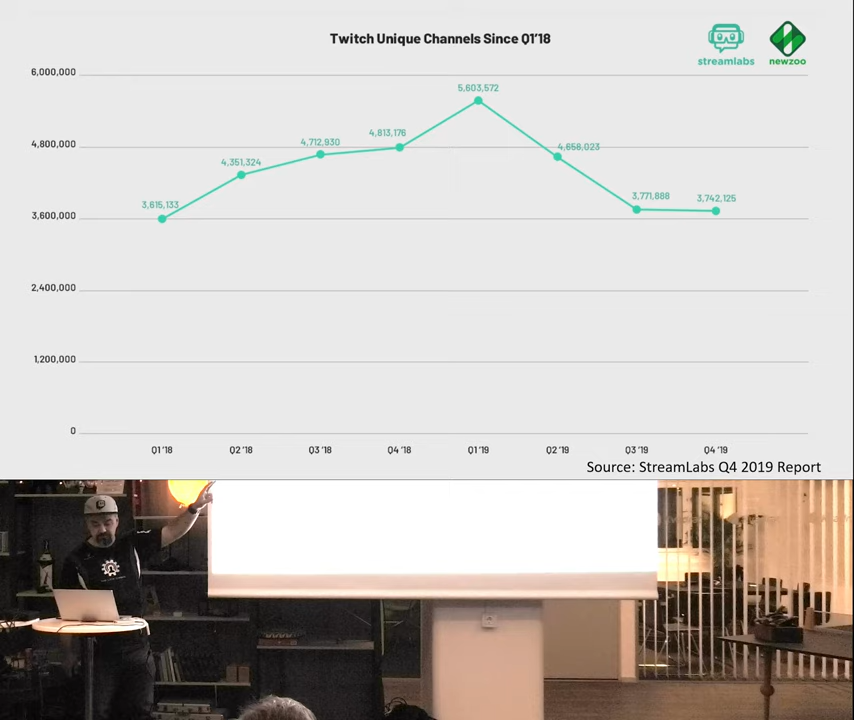 Twitch Unique Channels Since Q1'18
streamlabs
newzoo
6,000,000
5,603,572
4,800,000
4,351,324
4,712,930
4,813,176
4,658,023
3,615,133
3,771,888
3,742,125
3,600,000
2,400,000
1,200,000
0
Q1 '18
Q2 '18
Q3 '18
Q4 '18
Q1 '19
Q2 '19
Q3 '19
Q4 '19
Source: StreamLabs Q4 2019 Report